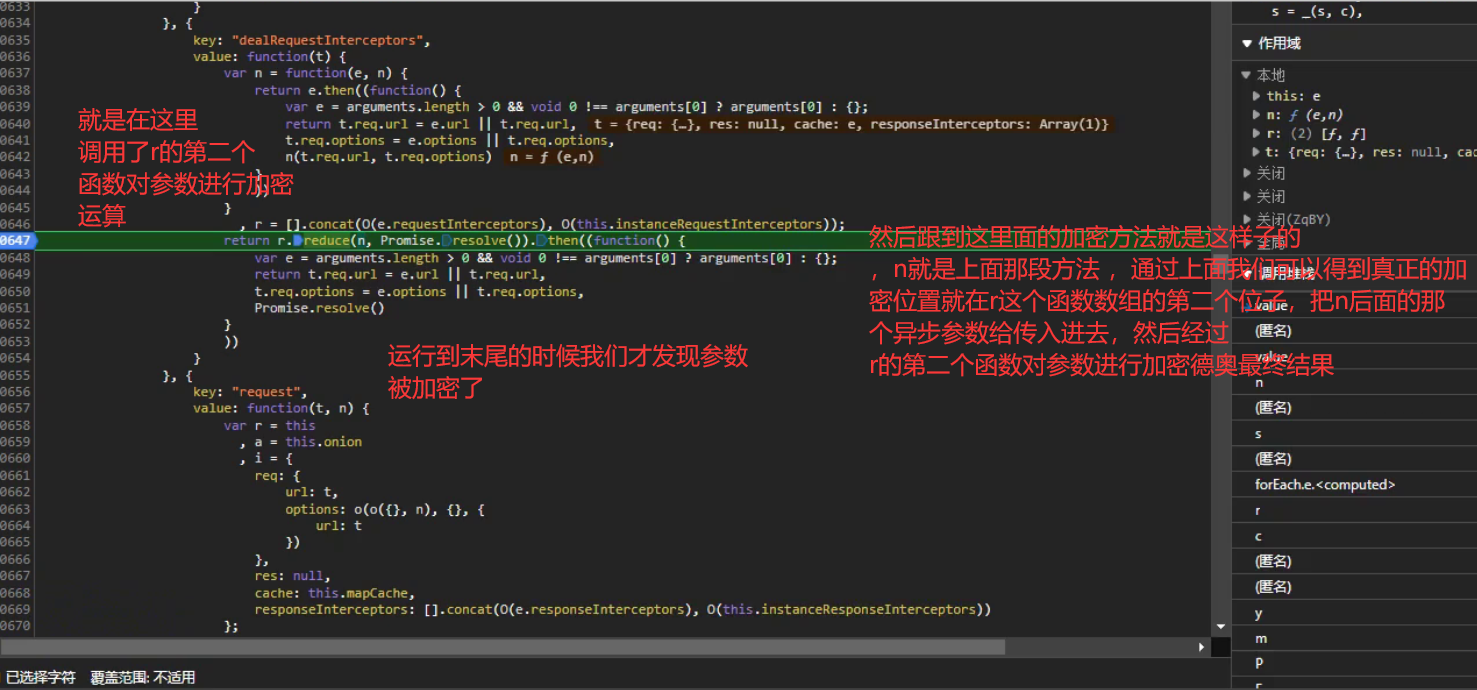 0633 }
0634 }, {
0635 key: "dealRequestInterceptors",
0636 value: function(t) {
0637 var n = function(e, n) {
0638 return e.then((function() {
0639 var e = arguments.length > 0 && void 0 !== arguments[0] ? arguments[0] : {};
0640 return t.req.url = e.url || t.req.url, t = {req: {…}, res: null, cache: e, responseInterceptors: Array(1)}
0641 t.req.options = e.options || t.req.options,
0642 n(t.req.url, t.req.options) n = ƒ (e,n)
0643 }
0644 ))
0645 }
0646 , r = [].concat(O(e.requestInterceptors), O(this.instanceRequestInterceptors));
0647 return r.reduce(n, Promise.resolve()).then((function() {
0648 var e = arguments.length > 0 && void 0 !== arguments[0] ? arguments[0] : {};
0649 return t.req.url = e.url || t.req.url,
0650 t.req.options = e.options || t.req.options,
0651 Promise.resolve()
0652 }
0653 ))
0654 }
0655 }, {
0656 key: "request",
0657 value: function(t, n) {
0658 var r = this
0659 , a = this.onion
0660 , i = {
0661 req: {
0662 url: t,
0663 options: o(o({}, n), {}, {
0664 url: t
0665 })
0666 },
0667 res: null,
0668 cache: this.mapCache,
0669 responseInterceptors: [].concat(O(e.responseInterceptors), O(this.instanceResponseInterceptors))
0670 };
就是在这里
调用了r的第二个
函数对参数进行加密
运算
运行到末尾的时候我们才发现参数
被加密了
然后跟到这里面的加密方法就是这样子的
，n就是上面那段方法 ，通过上面我们可以得到真正的加
密位置就在r这个函数数组的第二个位子，把n后面的那
个异步参数给传入进去，然后经过
r的第二个函数对参数进行加密德奥最终结果
s = _(s, c),
作用域
本地
this: e
n: ƒ (e,n)
r: (2) [ƒ, ƒ]
t: {req: {…}, res: null, cac
关闭
关闭
关闭(ZqBY)
全局
调用堆栈
value
(匿名)
value
n
(匿名)
s
(匿名)
forEach.e.<computed>
r
c
(匿名)
(匿名)
y
m
P
已选择字符 覆盖范围: 不适用